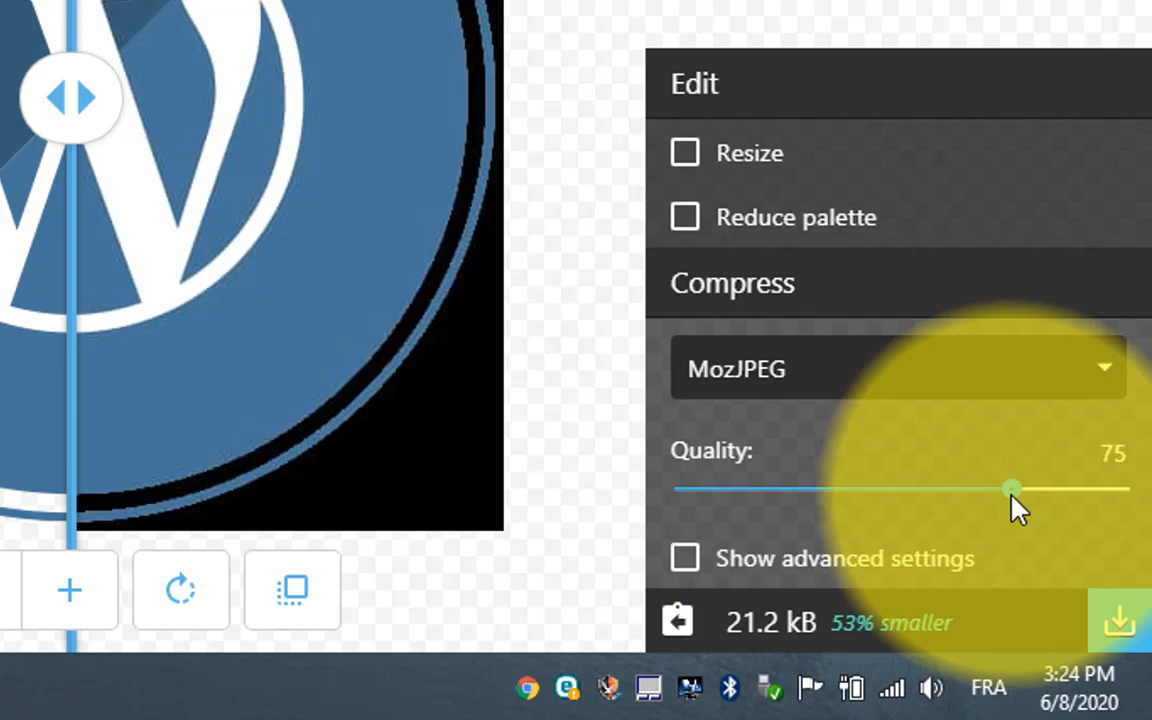 Edit
Resize
Reduce palette
Compress
MozJPEG
Quality:
75
Show advanced settings
21.2 kB 53% smaller
FRA
3:24 PM
6/8/2020